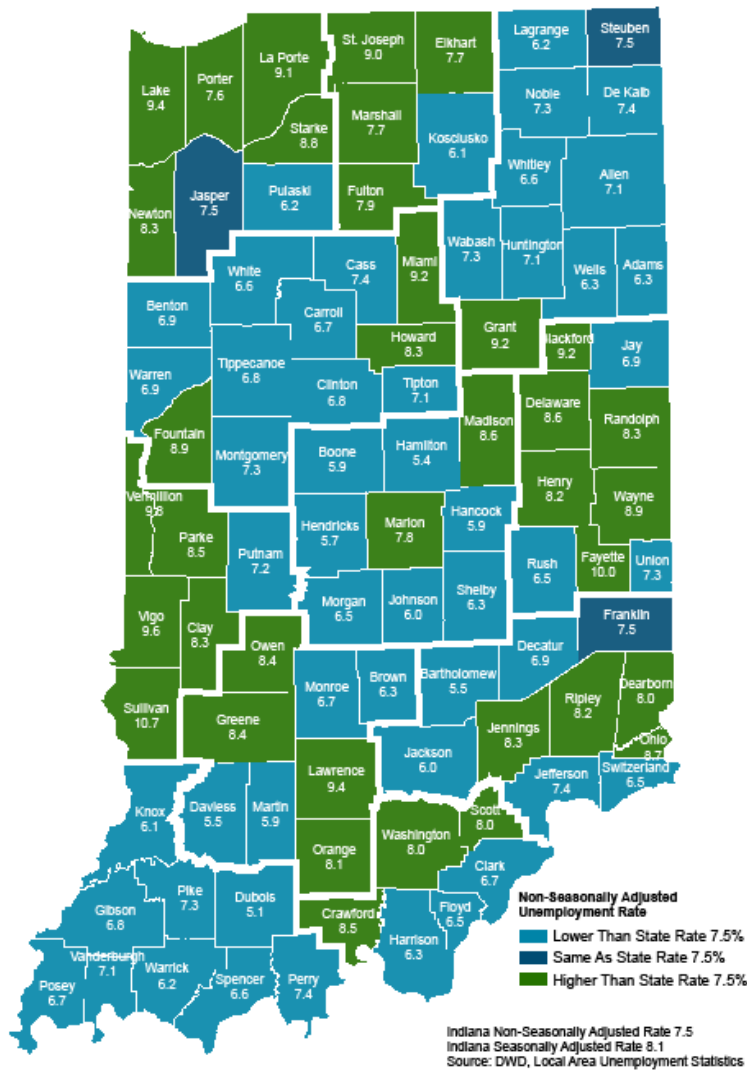 Lagrange
6.2
Steuben
7.5
St. Joseph
9.0
Elkhart
7.7
La Porte
9.1
Lake
9.4
Porter
7.6
Noble
7.3
De Kalb
7.4
Marshall
7.7
Starke
8.8
Kosciusko
6.1
Whitley
6.6
Allen
7.1
Jasper
7.5
Pulaski
6.2
Fulton
7.9
Newton
8.3
Wabash
7.3
Huntington
7.1
Miami
9.2
White
6.6
Cass
7.4
Wells
6.3
Adams
6.3
Benton
6.9
Carroll
6.7
Howard
8.3
Grant
9.2
lackford
9.2
Jay
6.9
Warren
6.9
Tippecanoe
6.8
Clinton
6.8
Tipton
7.1
Fountain
8.9
Madison
8.6
Delaware
8.6
Randolph
8.3
Montgomery
7.3
Boone
5.9
Hamilton
5.4
Henry
8.2
Wayne
8.9
Vermillion
9.8
Parke
8.5
Putnam
7.2
Hendricks
5.7
Marion
7.8
Hancock
5.9
Rush
6.5
Fayette
10.0
Union
7.3
Vigo
9.6
Clay
8.3
Morgan
6.5
Johnson
6.0
Shelby
6.3
Franklin
7.5
Owen
8.4
Decatur
6.9
Monroe
6.7
Brown
6.3
Bartholomew
5.5
Sullivan
10.7
Greene
8.4
Ripley
8.2
Dearborn
8.0
Jennings
8.3
Ohio
8.7
Jackson
6.0
Jefferson
7.4
Switzerland
6.5
Lawrence
9.4
Knox
6.1
Daviess
5.5
Martin
5.9
Scott
8.0
Washington
8.0
Orange
8.1
Clark
6.7
Pike
7.3
Dubois
5.1
Gibson
6.8
Crawford
8.5
Floyd
6.5
Harrison
6.3
Vanderburgh
7.1
Warrick
6.2
Spencer
6.6
Perry
7.4
Posey
6.7
Non-Seasonally Adjusted
Unemployment Rate
Lower Than State Rate 7.5%
Same As State Rate 7.5%
Higher Than State Rate 7.5%
Indiana Non-Seasonally Adjusted Rate 7.5
Indiana Seasonally Adjusted Rate 8.1
Source: DWD, Local Area Unemployment Statistics